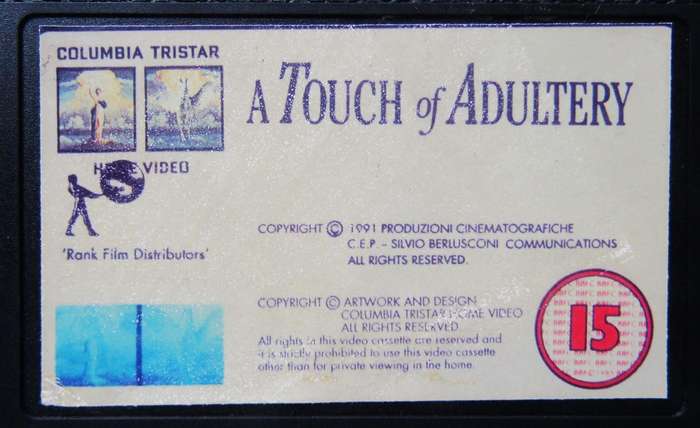 COLUMBIA TRISTAR
HOME VIDEO
'Rank Film Distributors'
A TOUCH of ADULTERY
COPYRIGHT © 1991 PRODUZIONI CINEMATOGRAFICHE
C.E.P. - SILVIO BERLUSCONI COMMUNICATIONS
ALL RIGHTS RESERVED.
COPYRIGHT © ARTWORK AND DESIGN
COLUMBIA TRISTAR HOME VIDEO
ALL RIGHTS RESERVED
All rights in this video cassette are reserved and
it is strictly prohibited to use this video cassette
other than for private viewing in the home.
15